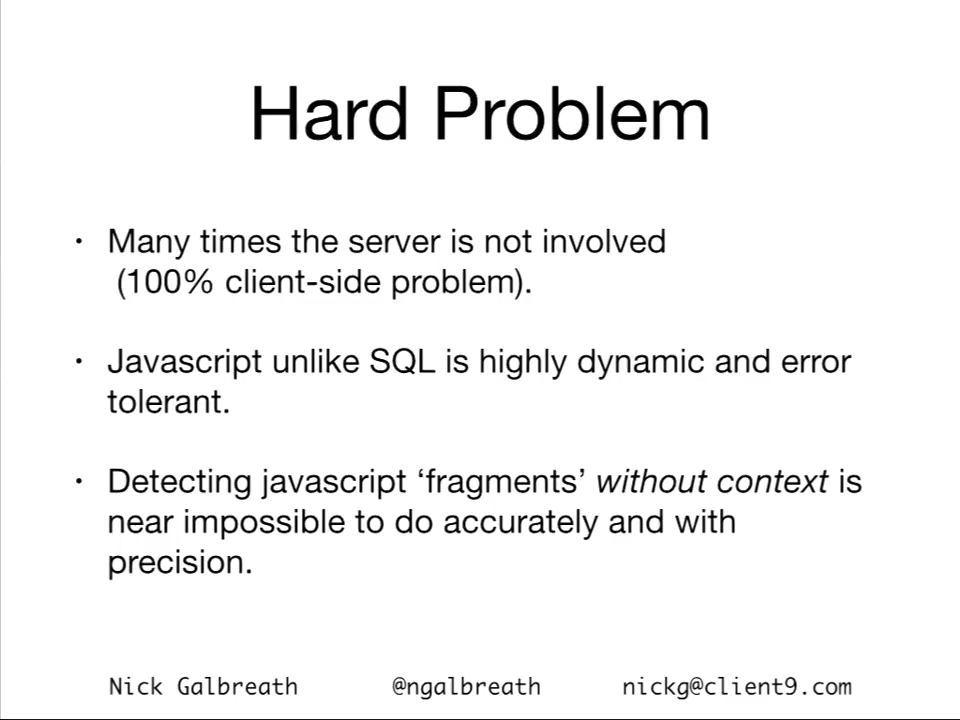 Hard Problem
• Many times the server is not involved
(100% client-side problem).
• Javascript unlike SQL is highly dynamic and error
tolerant.
• Detecting javascript ‘fragments’ without context is
near impossible to do accurately and with
precision.
Nick Galbreath @ngalbreath nickg@client9.com